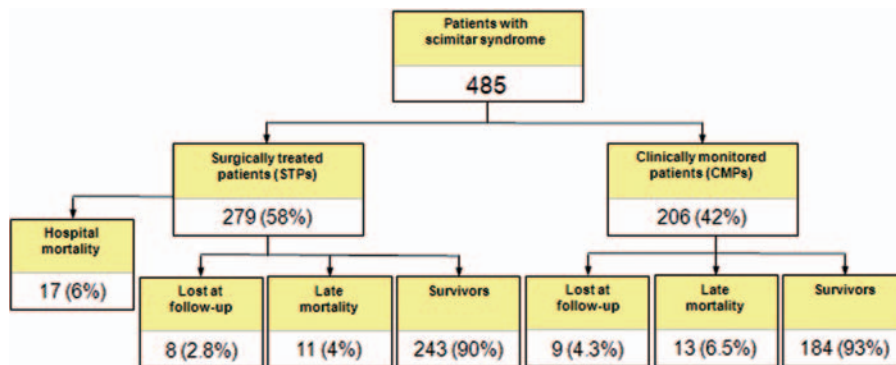 Patients with
scimitar syndrome
485
Surgically treated
patients (STPs)
279 (58%)
Clinically monitored
patients (CMPs)
206 (42%)
Hospital
mortality
17 (6%)
Lost at
follow-up
8 (2.8%)
Late
mortality
11 (4%)
Survivors
243 (90%)
Lost at
follow-up
9 (4.3%)
Late
mortality
13 (6.5%)
Survivors
184 (93%)